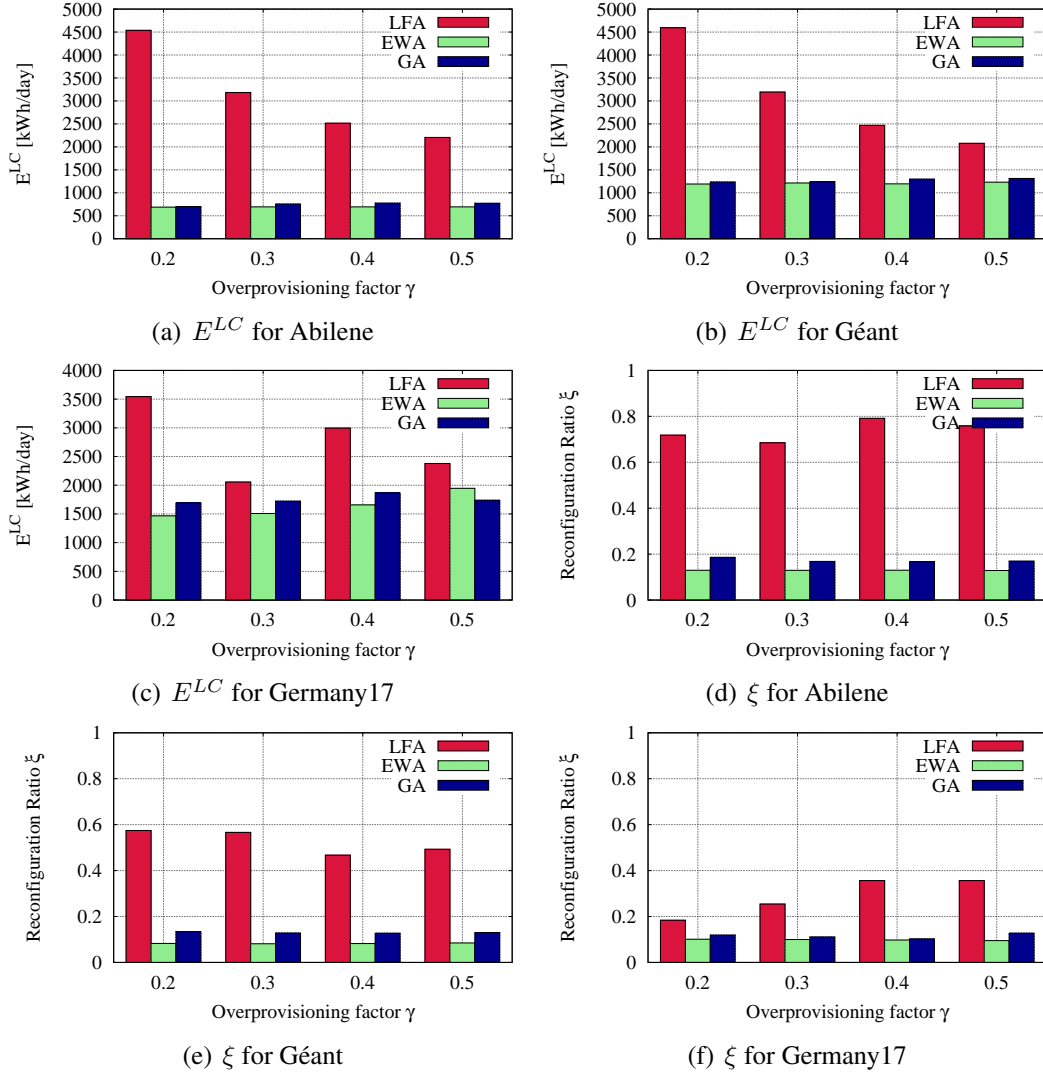 5000
4500
4000
3500
3000
2500
2000
1500
1000
500
0
E^LC [kWh/day]
LFA
EWA
GA
0.2 0.3 0.4 0.5
Overprovisioning factor γ
(a) E^LC for Abilene
5000
4500
4000
3500
3000
2500
2000
1500
1000
500
0
E^LC [kWh/day]
LFA
EWA
GA
0.2 0.3 0.4 0.5
Overprovisioning factor γ
(b) E^LC for Géant
4000
3500
3000
2500
2000
1500
1000
500
0
E^LC [kWh/day]
LFA
EWA
GA
0.2 0.3 0.4 0.5
Overprovisioning factor γ
(c) E^LC for Germany17
1
0.8
0.6
0.4
0.2
0
Reconfiguration Ratio ξ
LFA
EWA
GA
0.2 0.3 0.4 0.5
Overprovisioning factor γ
(d) ξ for Abilene
1
0.8
0.6
0.4
0.2
0
Reconfiguration Ratio ξ
LFA
EWA
GA
0.2 0.3 0.4 0.5
Overprovisioning factor γ
(e) ξ for Géant
1
0.8
0.6
0.4
0.2
0
Reconfiguration Ratio ξ
LFA
EWA
GA
0.2 0.3 0.4 0.5
Overprovisioning factor γ
(f) ξ for Germany17